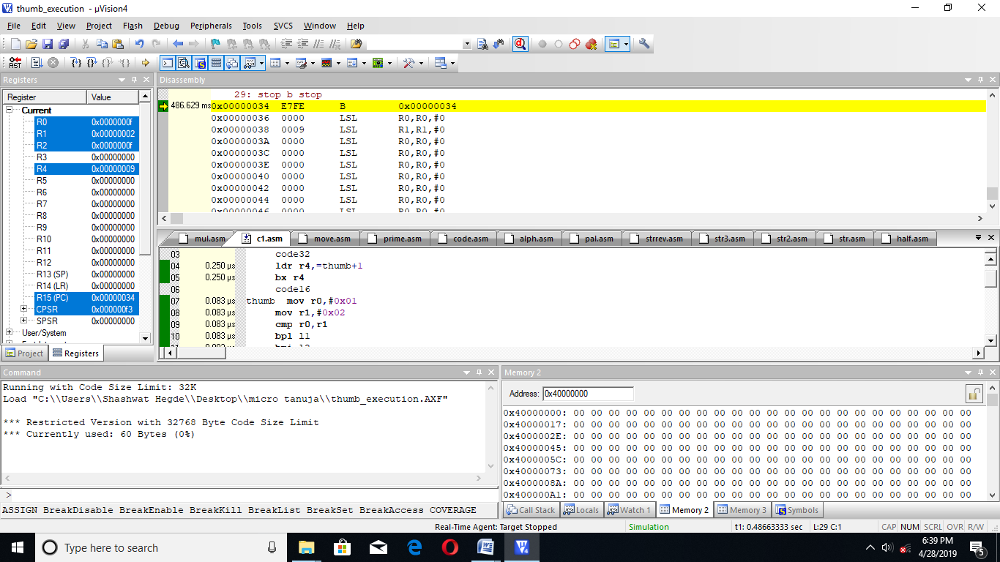 thumb_execution - µVision4
File Edit View Project Flash Debug Peripherals Tools SVCS Window Help
Registers
Register Value
Current
R0 0x0000000f
R1 0x00000002
R2 0x0000000f
R3 0x00000000
R4 0x00000009
R5 0x00000000
R6 0x00000000
R7 0x00000000
R8 0x00000000
R9 0x00000000
R10 0x00000000
R11 0x00000000
R12 0x00000000
R13 (SP) 0x00000000
R14 (LR) 0x00000000
R15 (PC) 0x00000034
CPSR 0x000000f3
SPSR 0x00000000
User/System
Project Registers
Disassembly
29: stop b stop
486.629 ms 0x00000034 E7FE B 0x00000034
0x00000036 0000 LSL R0,R0,#0
0x00000038 0009 LSL R1,R1,#0
0x0000003A 0000 LSL R0,R0,#0
0x0000003C 0000 LSL R0,R0,#0
0x0000003E 0000 LSL R0,R0,#0
0x00000040 0000 LSL R0,R0,#0
0x00000042 0000 LSL R0,R0,#0
0x00000044 0000 LSL R0,R0,#0
0x00000046 0000 LSL R0,R0,#0
mul.asm c1.asm move.asm prime.asm code.asm alph.asm pal.asm strrev.asm str3.asm str2.asm str.asm half.asm
03 code32
04 0.250 µs ldr r4,=thumb+1
05 0.250 µs bx r4
06 code16
07 0.083 µs thumb mov r0,#0x01
08 0.083 µs mov r1,#0x02
09 0.083 µs cmp r0,r1
10 0.083 µs bpl l1
Command
Running with Code Size Limit: 32K
Load "C:\\Users\\Shashwat Hegde\\Desktop\\micro tanuja\\thumb_execution.AXF"
*** Restricted Version with 32768 Byte Code Size Limit
*** Currently used: 60 Bytes (0%)
>
ASSIGN BreakDisable BreakEnable BreakKill BreakList BreakSet BreakAccess COVERAGE
Memory 2
Address: 0x40000000
0x40000000: 00 00 00 00 00 00 00 00 00 00 00 00 00 00 00 00 00 00 00 00 00 00 00
0x40000017: 00 00 00 00 00 00 00 00 00 00 00 00 00 00 00 00 00 00 00 00 00 00 00
0x4000002E: 00 00 00 00 00 00 00 00 00 00 00 00 00 00 00 00 00 00 00 00 00 00 00
0x40000045: 00 00 00 00 00 00 00 00 00 00 00 00 00 00 00 00 00 00 00 00 00 00 00
0x4000005C: 00 00 00 00 00 00 00 00 00 00 00 00 00 00 00 00 00 00 00 00 00 00 00
0x40000073: 00 00 00 00 00 00 00 00 00 00 00 00 00 00 00 00 00 00 00 00 00 00 00
0x4000008A: 00 00 00 00 00 00 00 00 00 00 00 00 00 00 00 00 00 00 00 00 00 00 00
0x400000A1: 00 00 00 00 00 00 00 00 00 00 00 00 00 00 00 00 00 00 00 00 00 00 00
Call Stack Locals Watch 1 Memory 2 Memory 3 Symbols
Real-Time Agent: Target Stopped Simulation t1: 0.48663333 sec L:29 C:1 CAP NUM SCRL OVR R/W
Type here to search
6:39 PM
4/28/2019
5